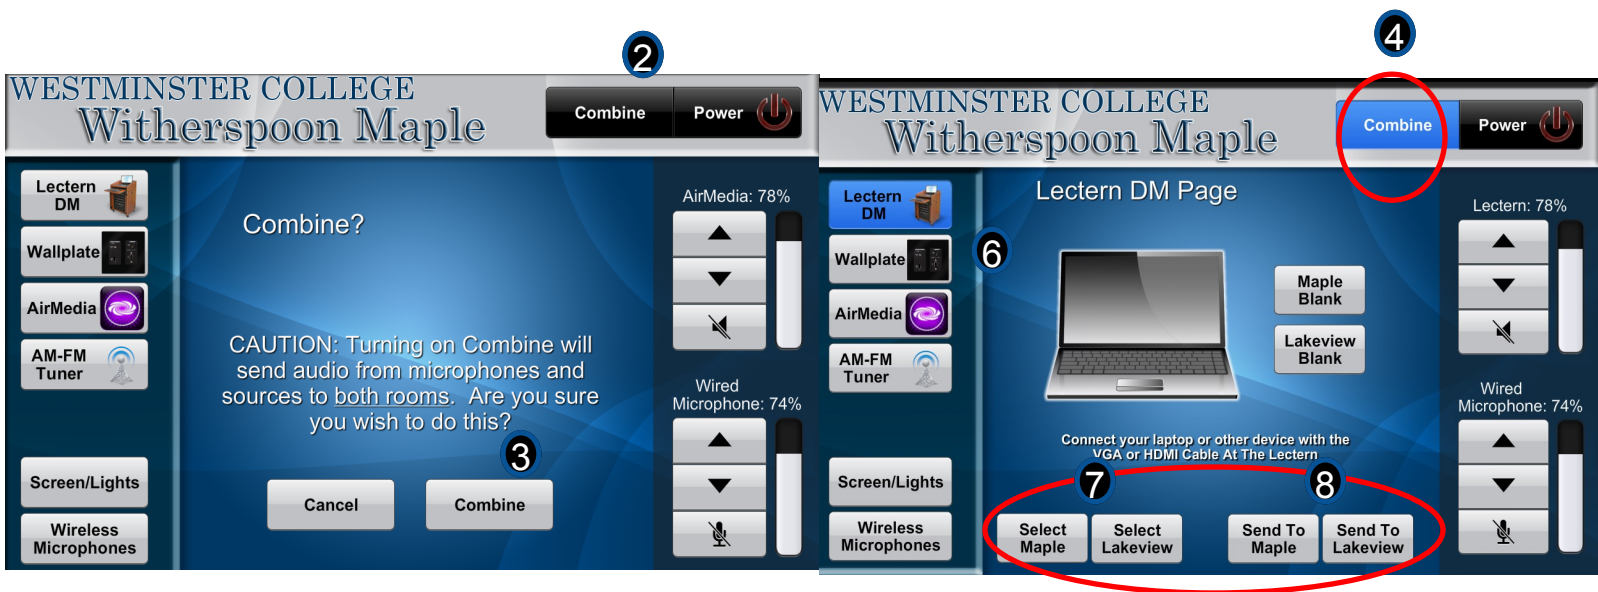 2
WESTMINSTER COLLEGE
Witherspoon Maple
Combine
Power
Lectern
DM
Wallplate
AirMedia
AM-FM
Tuner
Screen/Lights
Wireless
Microphones
Combine?
CAUTION: Turning on Combine will
send audio from microphones and
sources to both rooms. Are you sure
you wish to do this?
3
Cancel
Combine
AirMedia: 78%
Wired
Microphone: 74%
4
WESTMINSTER COLLEGE
Witherspoon Maple
Combine
Power
Lectern
DM
Wallplate
AirMedia
AM-FM
Tuner
Screen/Lights
Wireless
Microphones
Lectern DM Page
6
Maple
Blank
Lakeview
Blank
Connect your laptop or other device with the
VGA or HDMI Cable At The Lectern
7
8
Select
Maple
Select
Lakeview
Send To
Maple
Send To
Lakeview
Lectern: 78%
Wired
Microphone: 74%